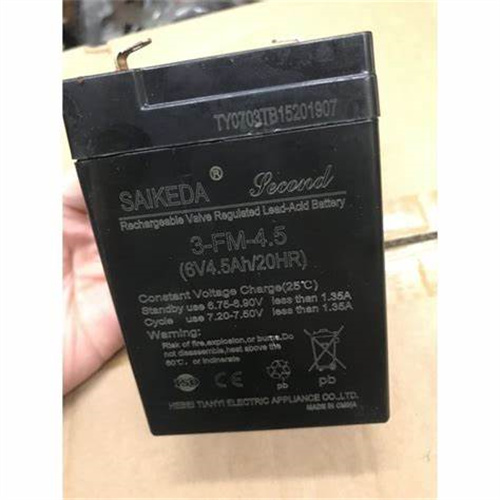 TY0703TB15201907
SAIKEDA ® Second
Rechargeable Valve Regulated Lead-Acid Battery
3-FM-4.5
(6V4.5Ah/20HR)
Constant Voltage Charge(25°C)
Standby use 6.75-6.90V less than 1.35A
Cycle use 7.20-7.50V less than 1.35A
Warning:
Risk of fire,explosion,or burns.Do
not disassemble,heat above the
60°C. or incinerate
pb
pb
HEBEI TIANYI ELECTRIC APPLIANCE CO.,LTD.
MADE IN CHINA